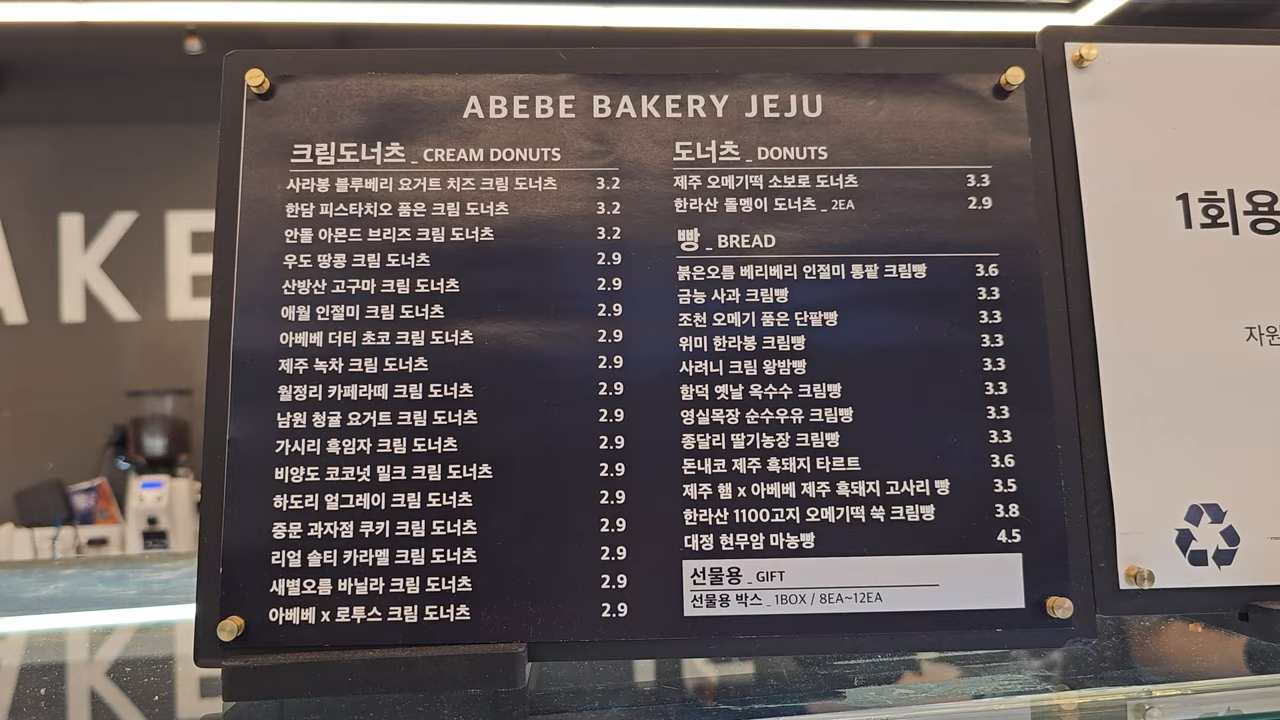 ABEBE BAKERY JEJU
크림도너츠 _ CREAM DONUTS
사라봉 블루베리 요거트 치즈 크림 도너츠 3.2
한담 피스타치오 품은 크림 도너츠 3.2
안돌 아몬드 브리즈 크림 도너츠 3.2
우도 땅콩 크림 도너츠 2.9
산방산 고구마 크림 도너츠 2.9
애월 인절미 크림 도너츠 2.9
아베베 더티 초코 크림 도너츠 2.9
제주 녹차 크림 도너츠 2.9
월정리 카페라떼 크림 도너츠 2.9
남원 청귤 요거트 크림 도너츠 2.9
가시리 흑임자 크림 도너츠 2.9
비양도 코코넛 밀크 크림 도너츠 2.9
하도리 얼그레이 크림 도너츠 2.9
중문 과자점 쿠키 크림 도너츠 2.9
리얼 솔티 카라멜 크림 도너츠 2.9
새별오름 바닐라 크림 도너츠 2.9
아베베 x 로투스 크림 도너츠 2.9
도너츠 _ DONUTS
제주 오메기떡 소보로 도너츠 3.3
한라산 돌멩이 도너츠 _ 2EA 2.9
빵 _ BREAD
붉은오름 베리베리 인절미 통팥 크림빵 3.6
금능 사과 크림빵 3.3
조천 오메기 품은 단팥빵 3.3
위미 한라봉 크림빵 3.3
사려니 크림 왕밤빵 3.3
함덕 옛날 옥수수 크림빵 3.3
영실목장 순수우유 크림빵 3.3
종달리 딸기농장 크림빵 3.3
돈내코 제주 흑돼지 타르트 3.6
제주 햄 x 아베베 제주 흑돼지 고사리 빵 3.5
한라산 1100고지 오메기떡 쑥 크림빵 3.8
대정 현무암 마농빵 4.5
선물용 _ GIFT
선물용 박스 _ 1BOX / 8EA~12EA
1회용
자원
AKE